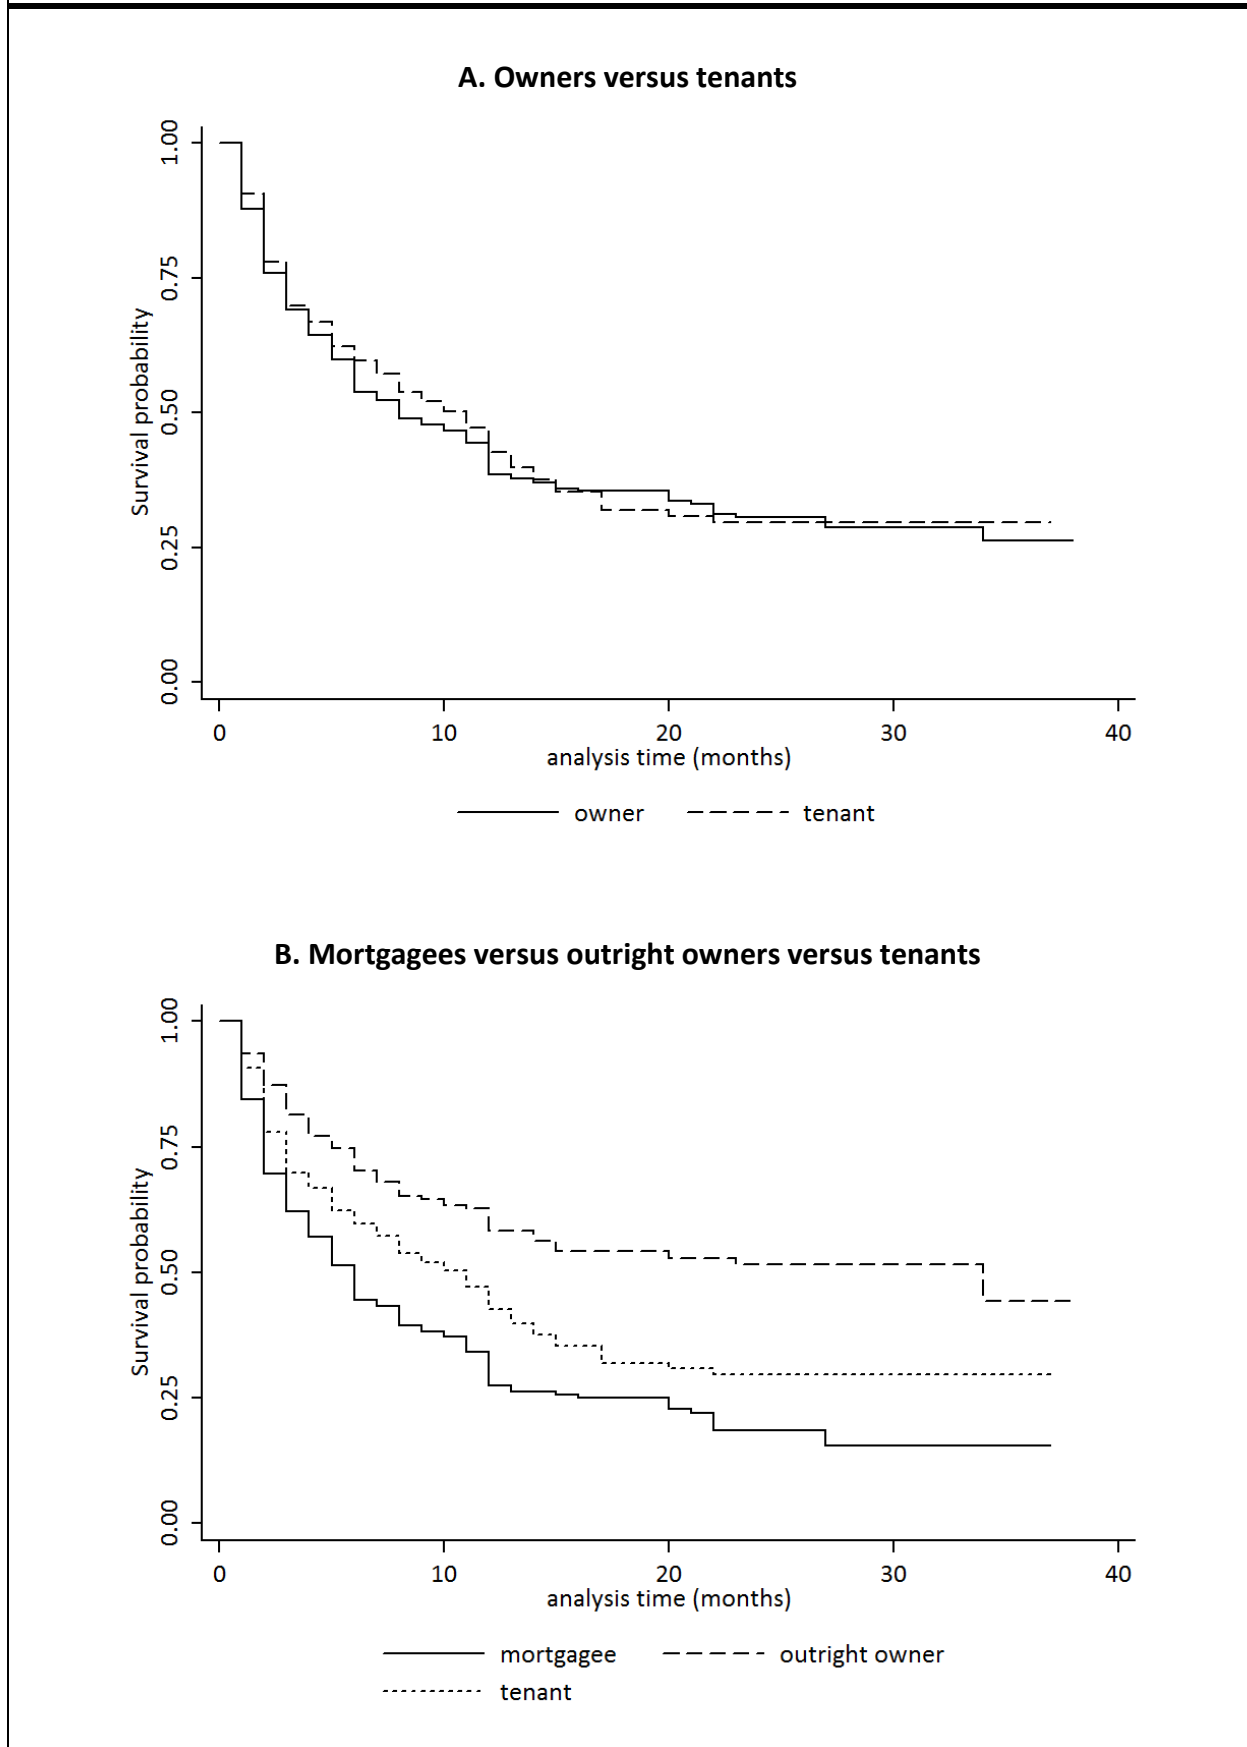 A. Owners versus tenants
Survival probability
1.00
0.75
0.50
0.25
0.00
0 10 20 30 40
analysis time (months)
owner tenant
B. Mortgagees versus outright owners versus tenants
Survival probability
1.00
0.75
0.50
0.25
0.00
0 10 20 30 40
analysis time (months)
mortgagee outright owner
tenant